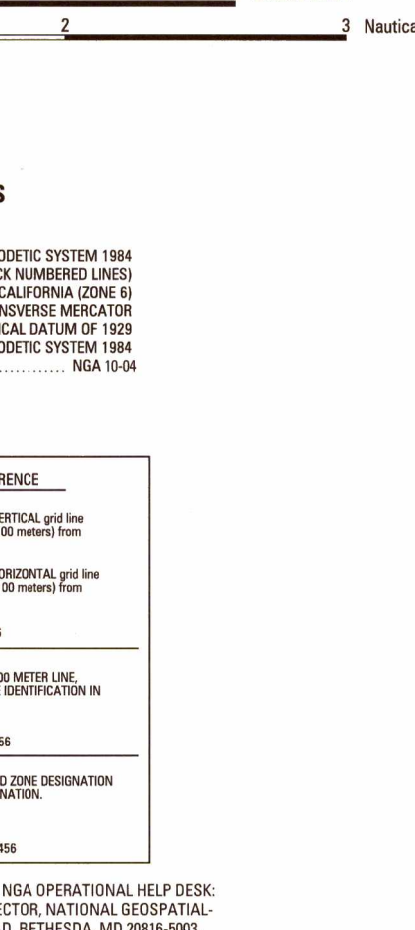 2 3 Nautica
S
ODETIC SYSTEM 1984
CK NUMBERED LINES)
CALIFORNIA (ZONE 6)
NSVERSE MERCATOR
ICAL DATUM OF 1929
ODETIC SYSTEM 1984
............ NGA 10-04
RENCE
ERTICAL grid line
00 meters) from
ORIZONTAL grid line
00 meters) from
00 METER LINE,
E IDENTIFICATION IN
56
D ZONE DESIGNATION
NATION.
456
NGA OPERATIONAL HELP DESK:
ECTOR, NATIONAL GEOSPATIAL-
D, BETHESDA, MD 20816-5003